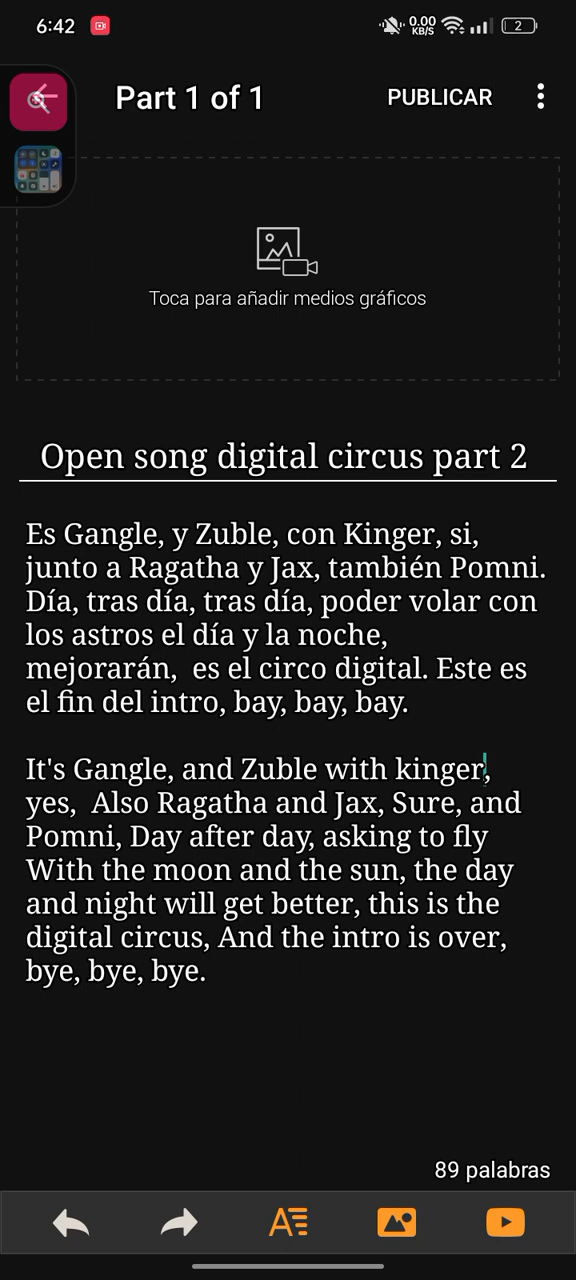 6:42
0.00
KB/S
2
Part 1 of 1
PUBLICAR
Toca para añadir medios gráficos
Open song digital circus part 2
Es Gangle, y Zuble, con Kinger, si,
junto a Ragatha y Jax, también Pomni.
Día, tras día, tras día, poder volar con
los astros el día y la noche,
mejorarán,  es el circo digital. Este es
el fin del intro, bay, bay, bay.
It's Gangle, and Zuble with kinger,
yes,  Also Ragatha and Jax, Sure, and
Pomni, Day after day, asking to fly
With the moon and the sun, the day
and night will get better, this is the
digital circus, And the intro is over,
bye, bye, bye.
89 palabras